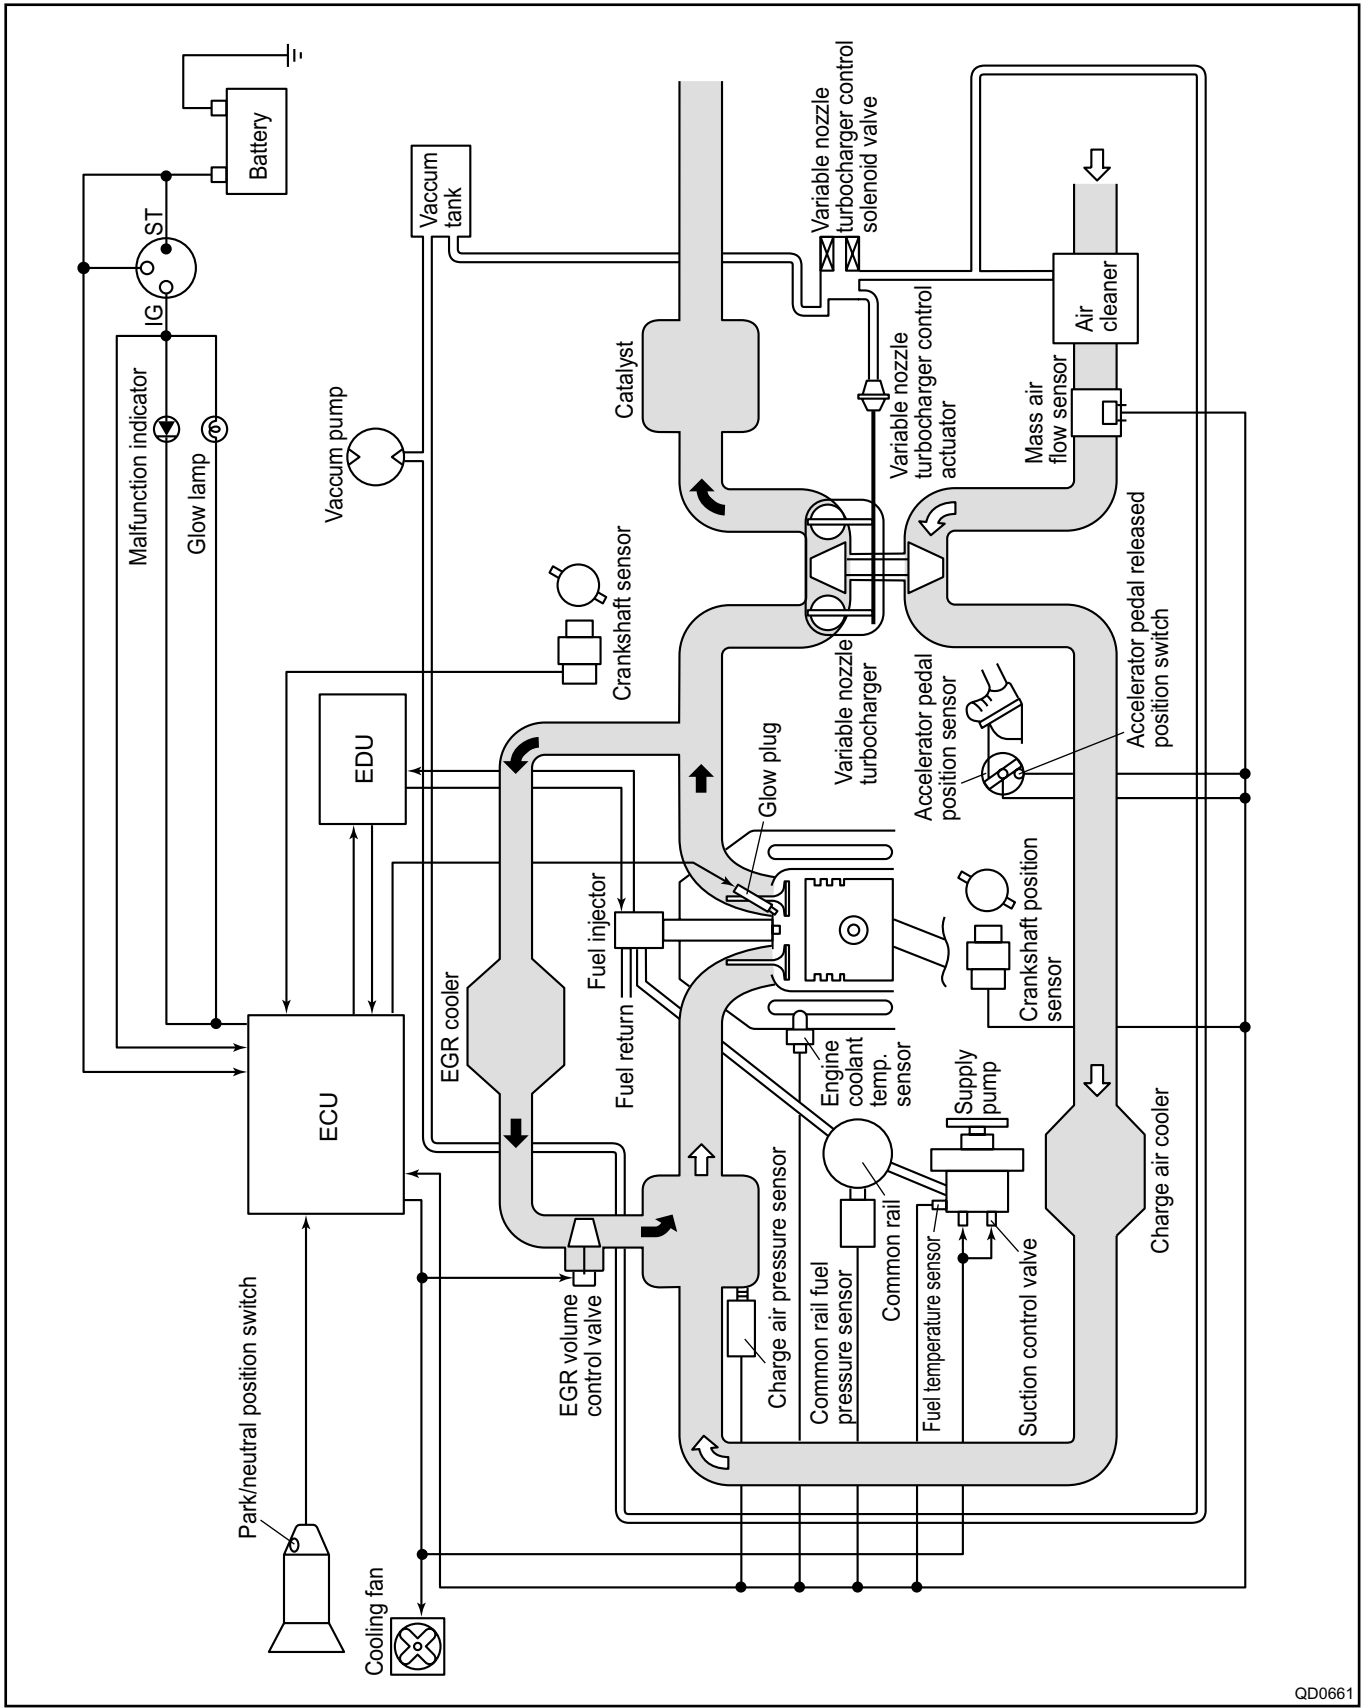 Battery
ST
IG
Malfunction indicator
Glow lamp
Vaccum
tank
Vaccum pump
Crankshaft sensor
EDU
ECU
Park/neutral position switch
Cooling fan
Catalyst
Variable nozzle
turbocharger control
solenoid valve
Variable nozzle
turbocharger control
actuator
Air
cleaner
Mass air
flow sensor
Variable nozzle
turbocharger
Accelerator pedal
position sensor
Accelerator pedal released
position switch
Glow plug
Fuel injector
Fuel return
EGR cooler
EGR volume
control valve
Crankshaft position
sensor
Engine
coolant
temp.
sensor
Supply
pump
Charge air pressure sensor
Common rail fuel
pressure sensor
Common rail
Fuel temperature sensor
Suction control valve
Charge air cooler
QD0661